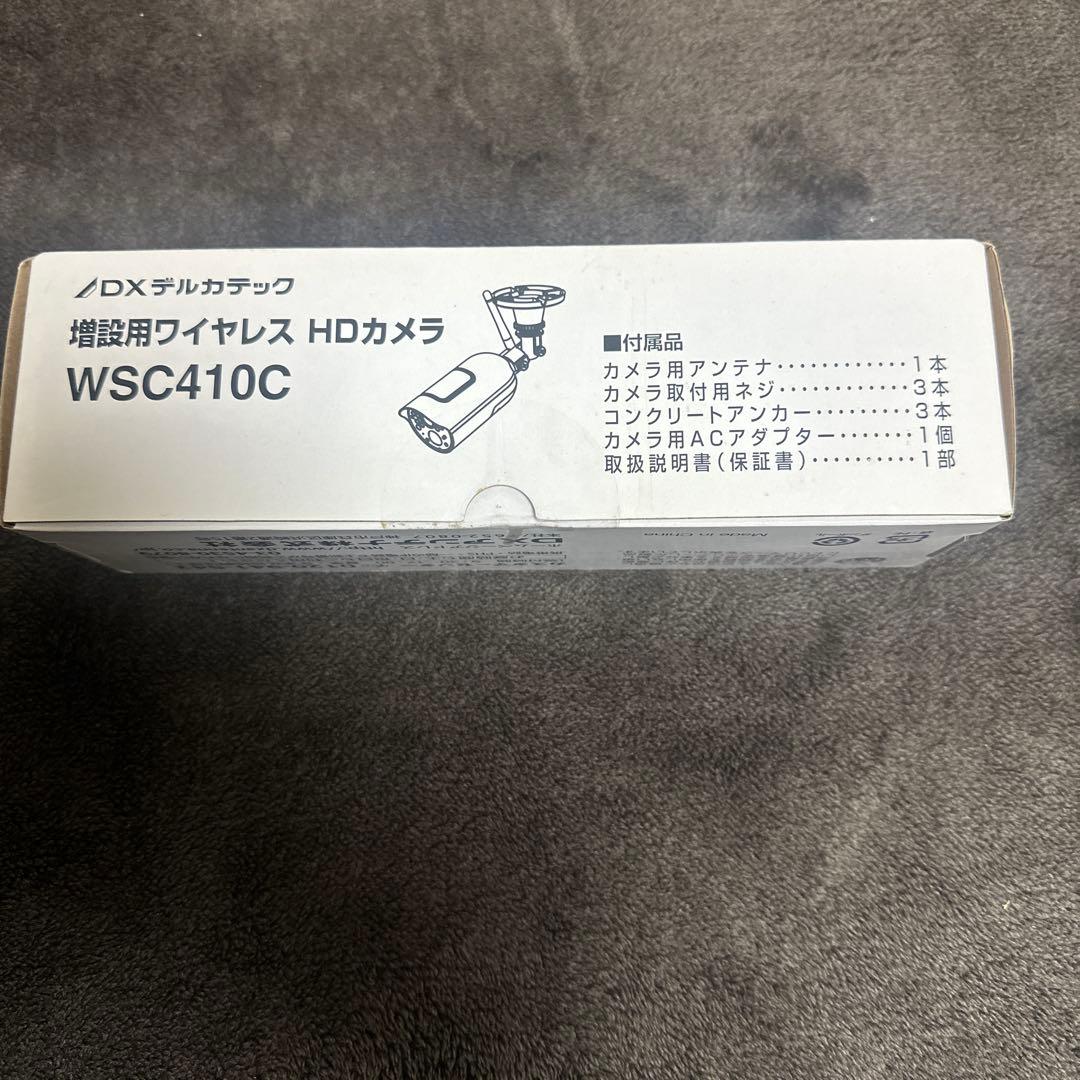 DXデルカテック
増設用ワイヤレス HDカメラ
WSC410C
■付属品
カメラ用アンテナ············1本
カメラ取付用ネジ············3本
コンクリートアンカー·········3本
カメラ用ACアダプター·······1個
取扱説明書(保証書)··········1部
Made in China